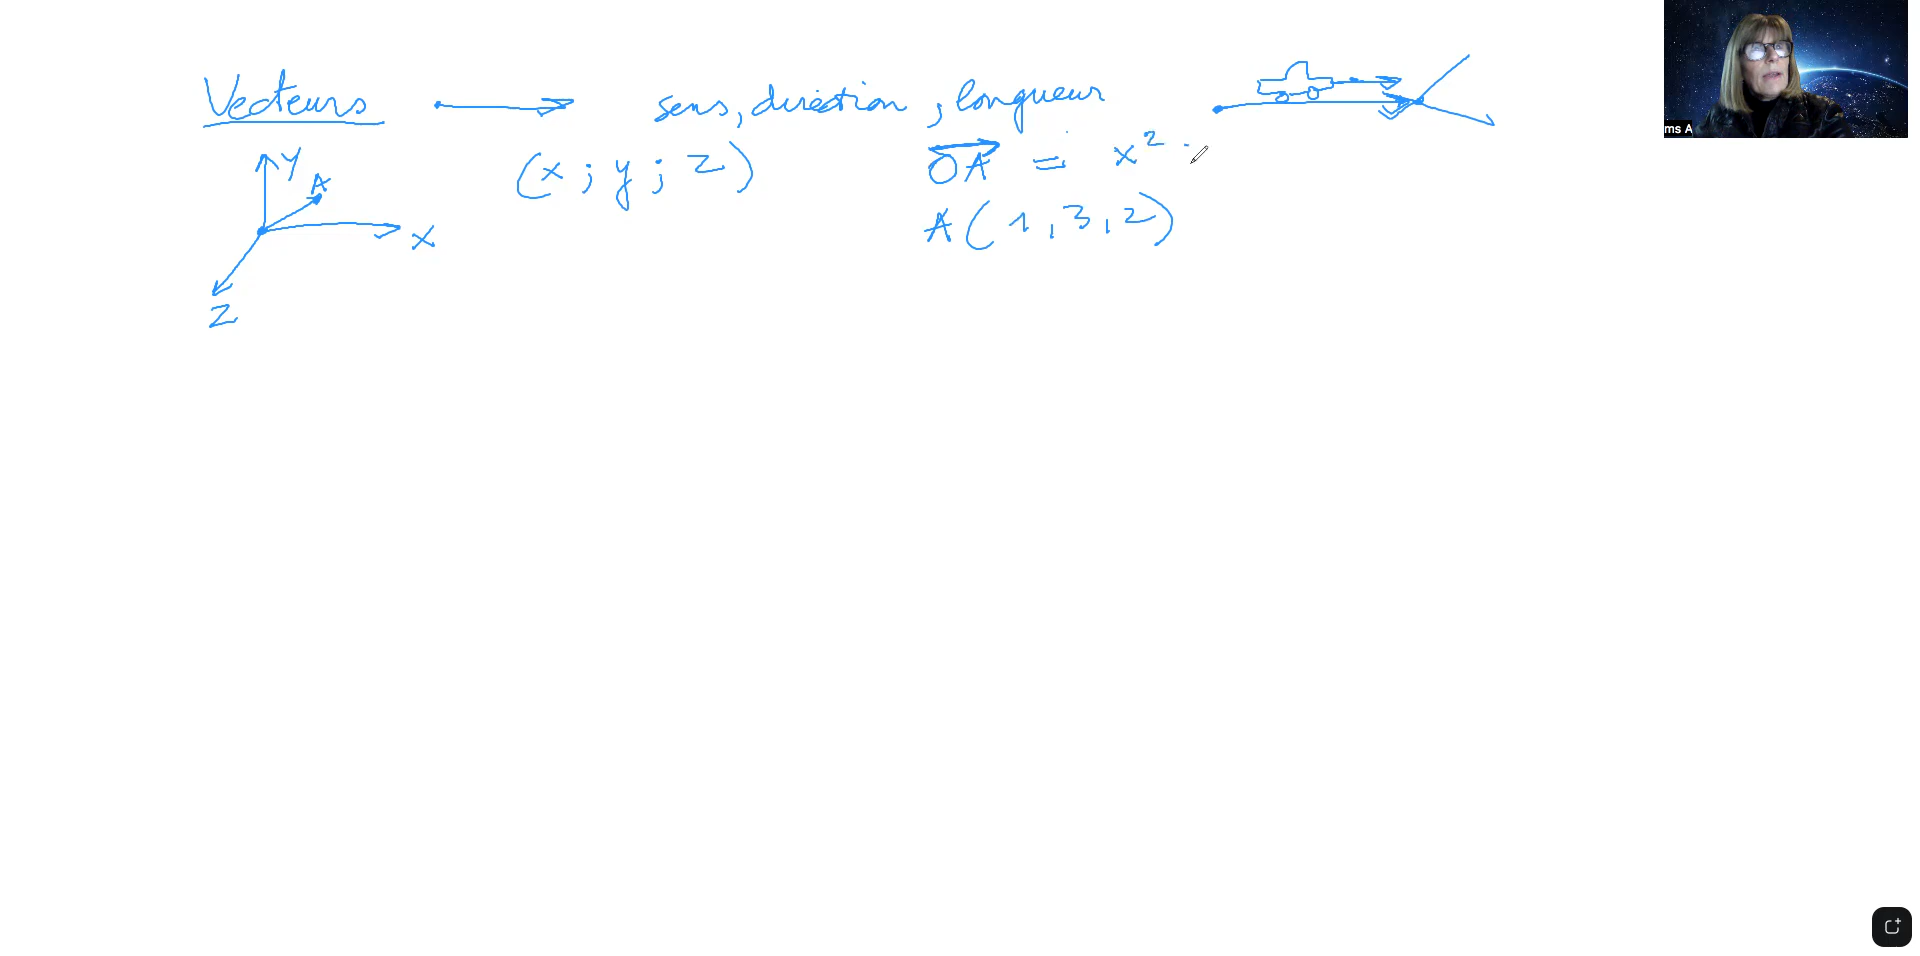 Vecteurs sens, direction, longueur
(x ; y ; z) OA = x²
A (1, 3, 2)
Y
A
X
Z
ms A